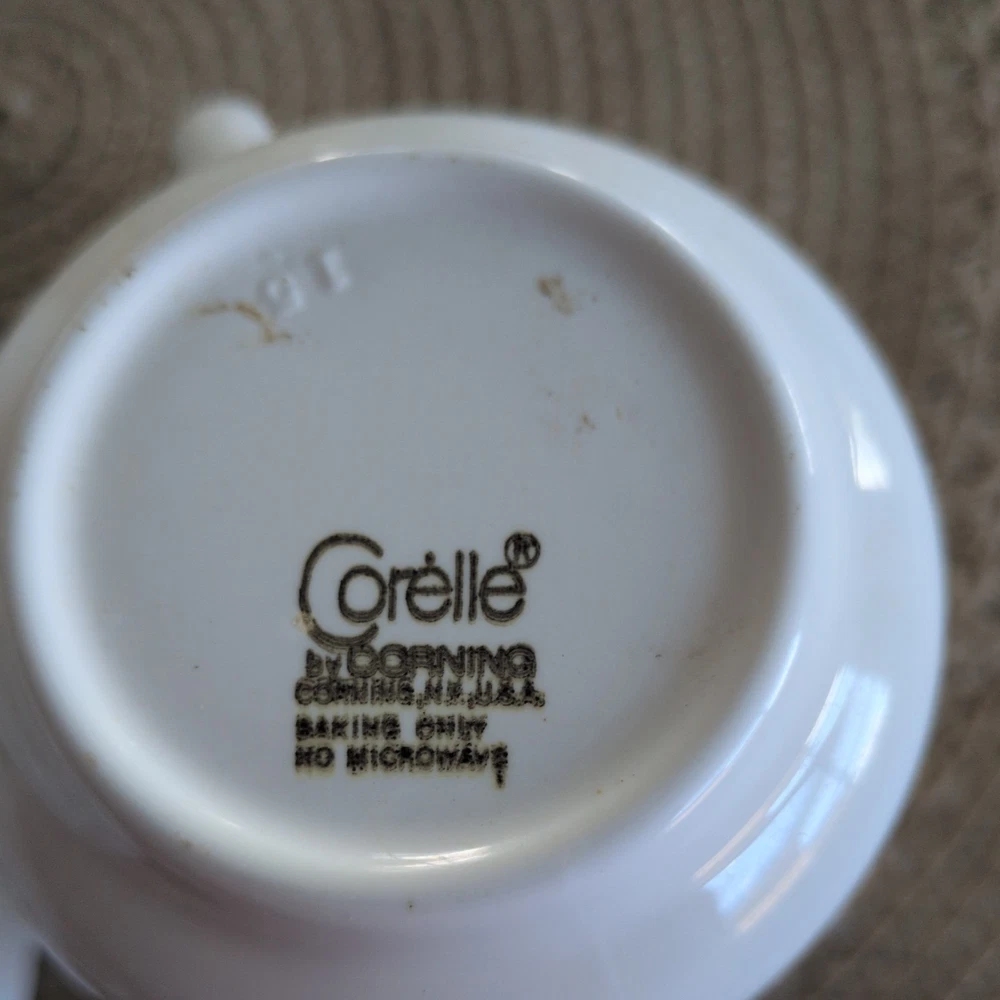 Corelle®
BY CORNING
CORNING, N.Y., U.S.A.
BAKING ONLY
NO MICROWAVE